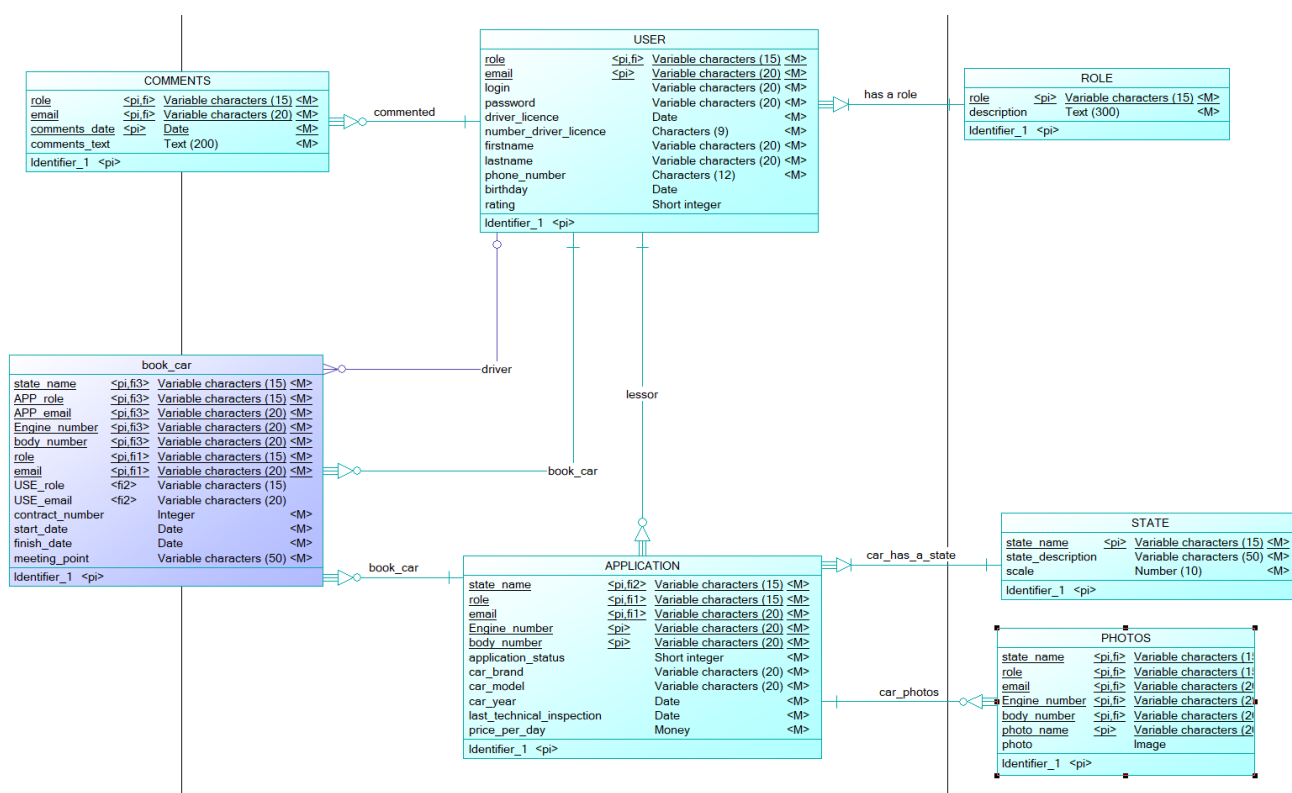 USER
role <pi,fi> Variable characters (15) <M>
email <pi> Variable characters (20) <M>
login Variable characters (20) <M>
password Variable characters (20) <M>
driver_licence Date <M>
number_driver_licence Characters (9) <M>
firstname Variable characters (20) <M>
lastname Variable characters (20) <M>
phone_number Characters (12) <M>
birthday Date
rating Short integer
Identifier_1 <pi>
COMMENTS
role <pi,fi> Variable characters (15) <M>
email <pi,fi> Variable characters (20) <M>
comments_date <pi> Date <M>
comments_text Text (200) <M>
Identifier_1 <pi>
commented
has a role
ROLE
role <pi> Variable characters (15) <M>
description Text (300) <M>
Identifier_1 <pi>
driver
lessor
book_car
book_car
state_name <pi,fi3> Variable characters (15) <M>
APP_role <pi,fi3> Variable characters (15) <M>
APP_email <pi,fi3> Variable characters (20) <M>
Engine_number <pi,fi3> Variable characters (20) <M>
body_number <pi,fi3> Variable characters (20) <M>
role <pi,fi1> Variable characters (15) <M>
email <pi,fi1> Variable characters (20) <M>
USE_role <fi2> Variable characters (15)
USE_email <fi2> Variable characters (20)
contract_number Integer <M>
start_date Date <M>
finish_date Date <M>
meeting_point Variable characters (50) <M>
Identifier_1 <pi>
book_car
APPLICATION
state_name <pi,fi2> Variable characters (15) <M>
role <pi,fi1> Variable characters (15) <M>
email <pi,fi1> Variable characters (20) <M>
Engine_number <pi> Variable characters (20) <M>
body_number <pi> Variable characters (20) <M>
application_status Short integer <M>
car_brand Variable characters (20) <M>
car_model Variable characters (20) <M>
car_year Date <M>
last_technical_inspection Date <M>
price_per_day Money <M>
Identifier_1 <pi>
car_has_a_state
STATE
state_name <pi> Variable characters (15) <M>
state_description Variable characters (50) <M>
scale Number (10) <M>
Identifier_1 <pi>
car_photos
PHOTOS
state_name <pi,fi> Variable characters
role <pi,fi> Variable characters
email <pi,fi> Variable characters
Engine_number <pi,fi> Variable characters
body_number <pi,fi> Variable characters
photo_name <pi> Variable characters
photo Image
Identifier_1 <pi>